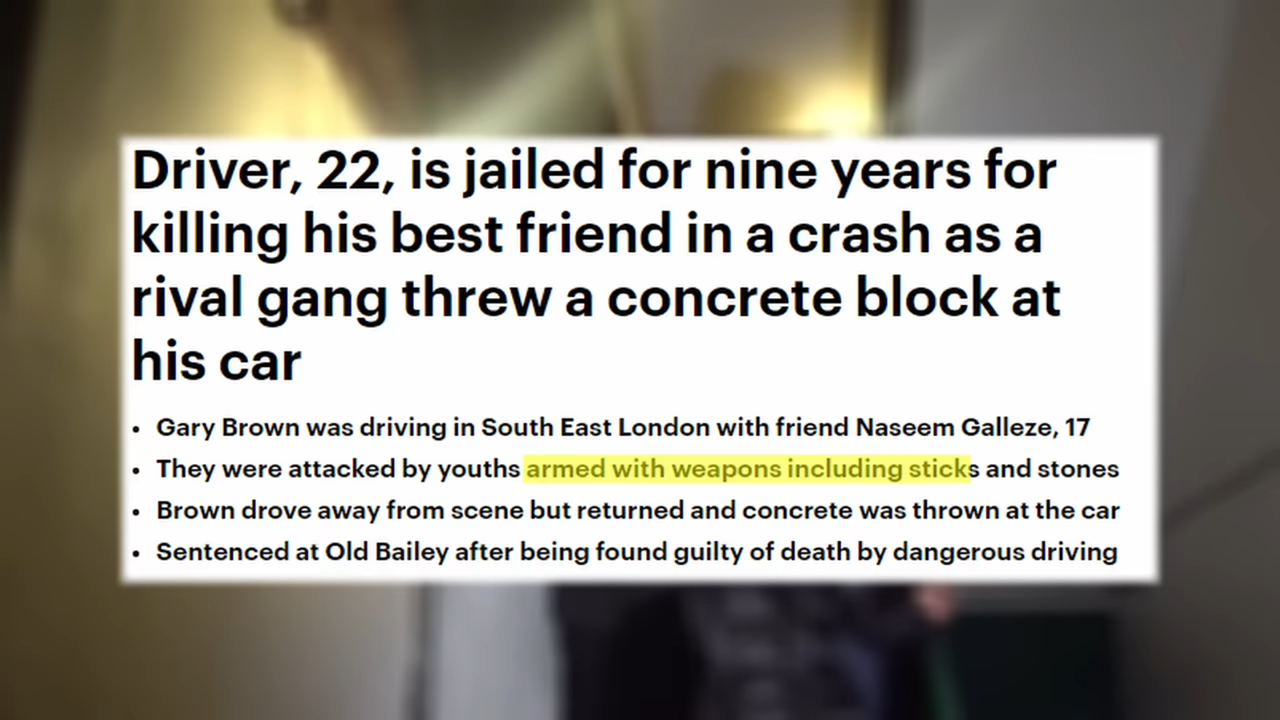 Driver, 22, is jailed for nine years for
killing his best friend in a crash as a
rival gang threw a concrete block at
his car
• Gary Brown was driving in South East London with friend Naseem Galleze, 17
• They were attacked by youths armed with weapons including sticks and stones
• Brown drove away from scene but returned and concrete was thrown at the car
• Sentenced at Old Bailey after being found guilty of death by dangerous driving